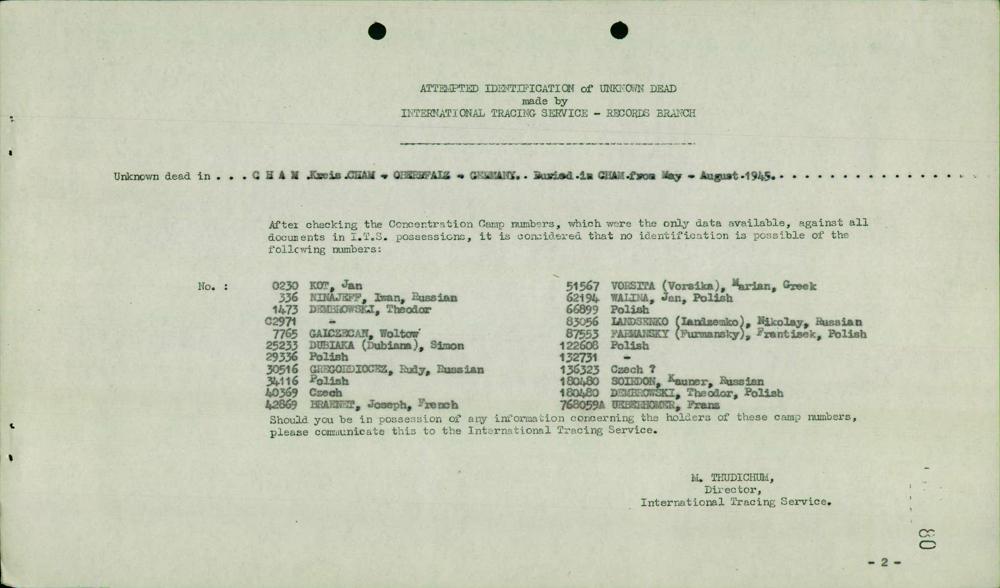 ATTEMPTED IDENTIFICATION of UNKNOWN DEAD
made by
INTERNATIONAL TRACING SERVICE - RECORDS BRANCH
Unknown dead in . . . C H A M .Kreis.CHAM - OBERPFALZ - GERMANY. . Buried.in CHAM.from May - August.1945. . . . . . . . . . . . . . . . .
After checking the Concentration Camp numbers, which were the only data available, against all
documents in I.T.S. possessions, it is considered that no identification is possible of the
following numbers:
No. :
0230 KOT, Jan
336 NINAJEFF, Iwan, Russian
1473 DEMBROWSKI, Theodor
C2971 -
7765 GAICZECAN, Woltow
25233 DUBIAKA (Dubiana), Simon
29336 Polish
30516 GREGORDIOCEZ, Rudy, Russian
34116 Polish
40369 Czech
42869 Joseph, French
51567 VORSITA (Vorsika), Marian, Greek
62194 WALINA, Jan, Polish
66899 Polish
83056 LANDSENKO (Landzemko), Nikolay, Russian
87553 FARMANSKY (Furmansky), Frantisek, Polish
122608 Polish
132731 -
136323 Czech ?
180480 SOIRDON, Kauner, Russian
180480 DEMBROWSKI, Theodor, Polish
768059A Franz
Should you be in possession of any information concerning the holders of these camp numbers,
please communicate this to the International Tracing Service.
M. THUDICHUM,
Director,
International Tracing Service.
80
- 2 -